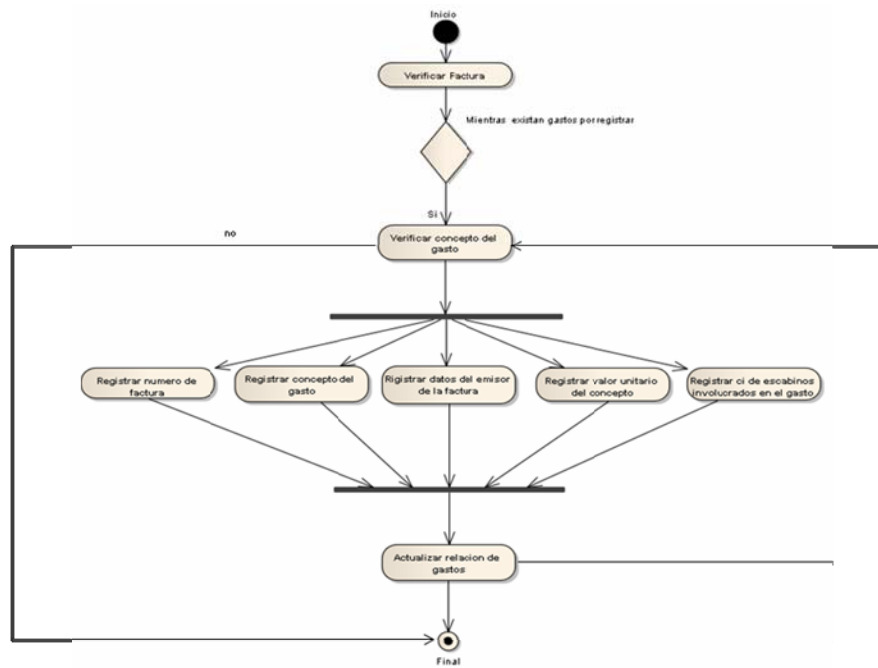 Inicio
Verificar Factura
Mientras existan gastos por registrar
Si
no
Verificar concepto del
gasto
Registrar numero de
factura
Registrar concepto del
gasto
Rigistrar datos del emisor
de la factura
Registrar valor unitario
del concepto
Registrar ci de escabinos
involucrados en el gasto
Actualizar relacion de
gastos
Final